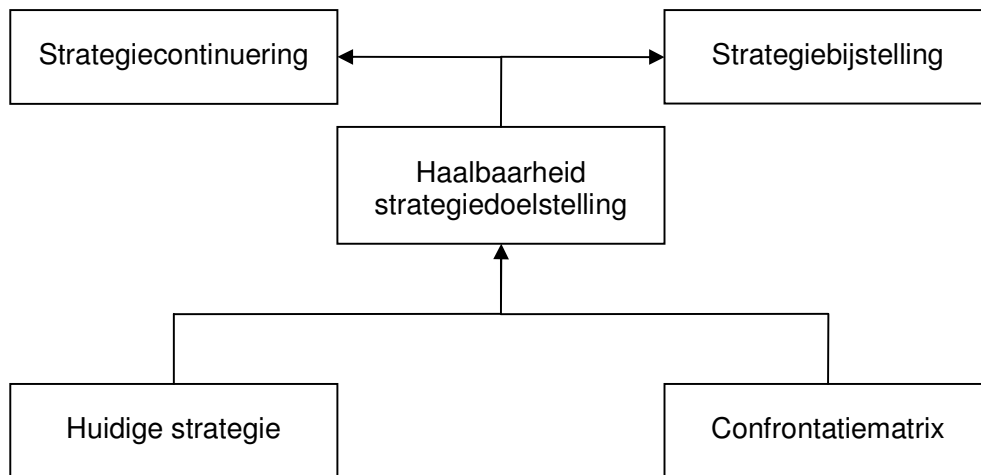 Strategiecontinuering
Strategiebijstelling
Haalbaarheid
strategiedoelstelling
Huidige strategie
Confrontatiematrix